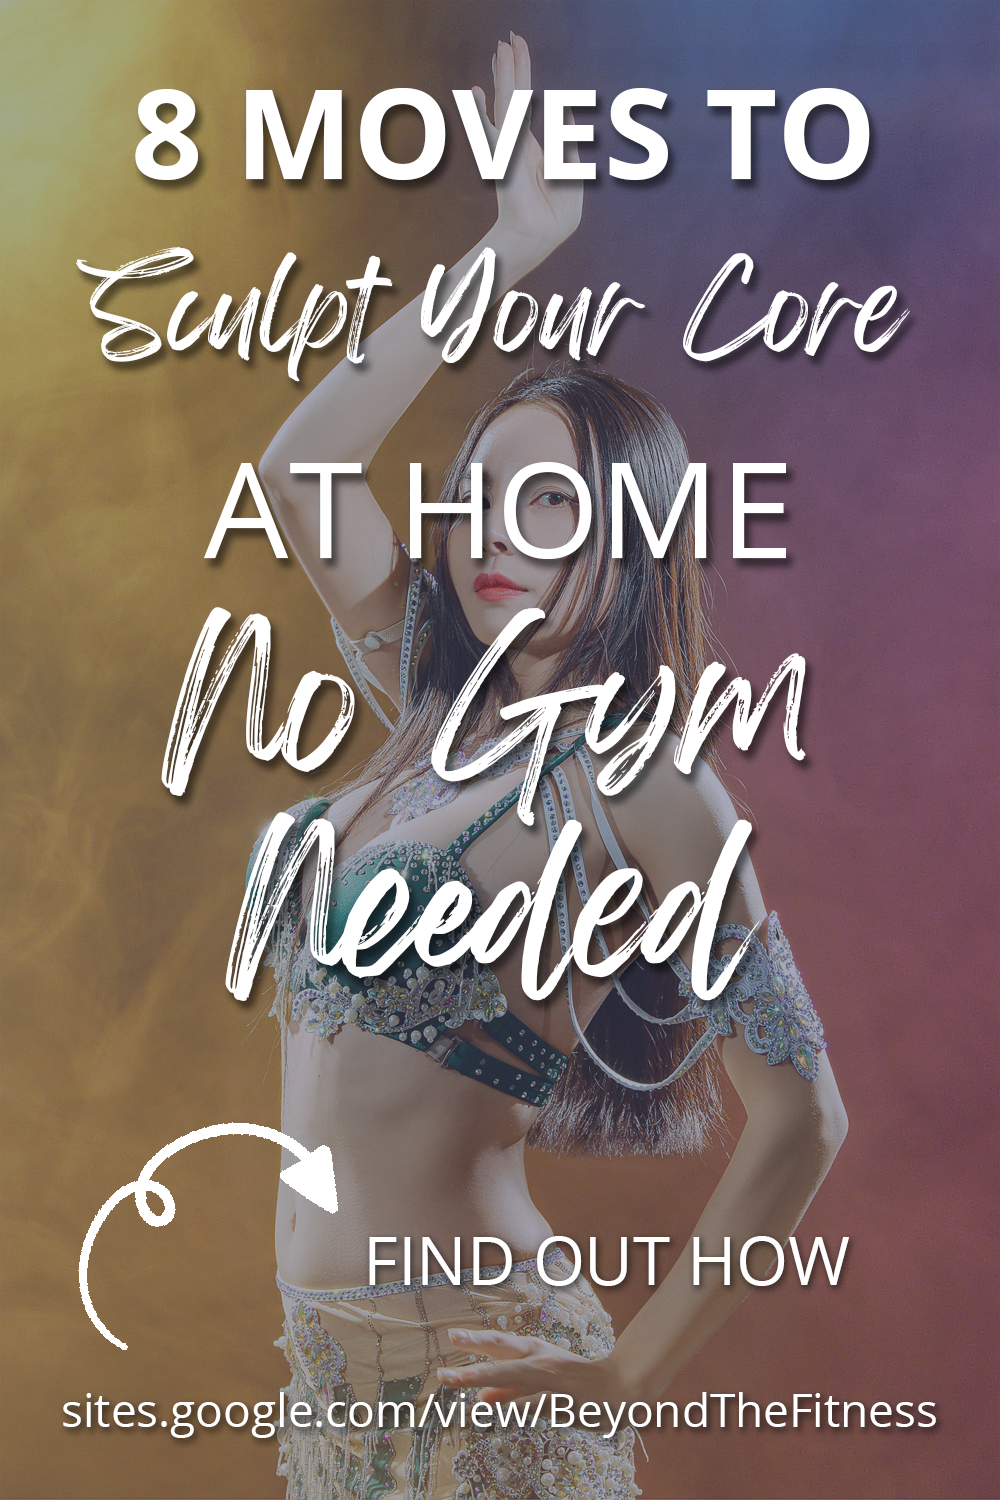 8 MOVES TO
Sculpt Your Core
AT HOME
No Gym
Needed
FIND OUT HOW
sites.google.com/view/BeyondTheFitness